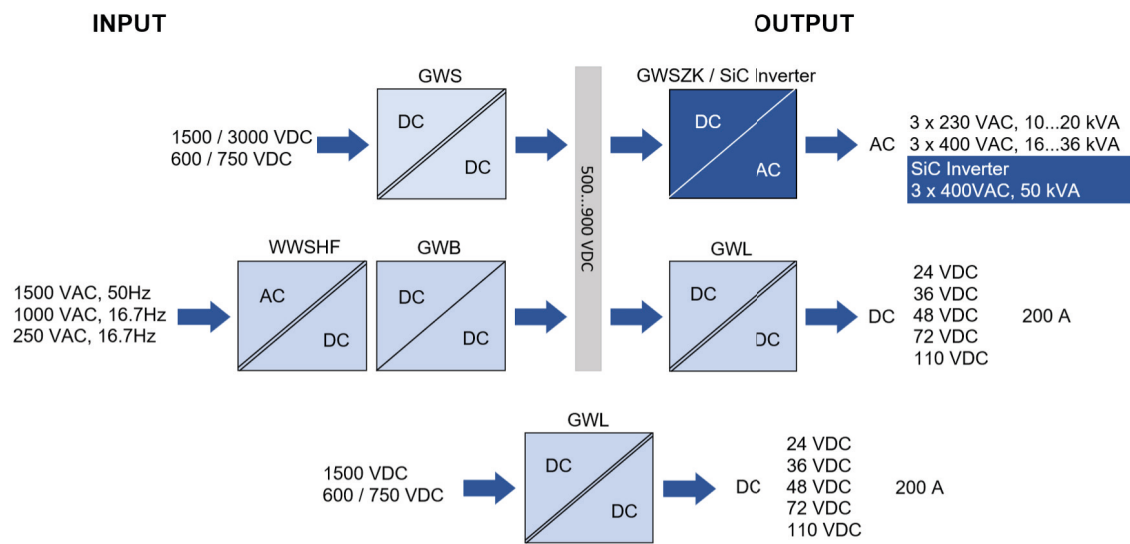 INPUT
OUTPUT
GWS
GWSZK / SiC Inverter
1500 / 3000 VDC
600 / 750 VDC
DC
DC
500...900 VDC
DC
AC
AC
3 x 230 VAC, 10...20 kVA
3 x 400 VAC, 16...36 kVA
SiC Inverter
3 x 400VAC, 50 kVA
WWSHF
GWB
GWL
1500 VAC, 50Hz
1000 VAC, 16.7Hz
250 VAC, 16.7Hz
AC
DC
DC
DC
DC
DC
DC
24 VDC
36 VDC
48 VDC
72 VDC
110 VDC
200 A
GWL
1500 VDC
600 / 750 VDC
DC
DC
DC
24 VDC
36 VDC
48 VDC
72 VDC
110 VDC
200 A